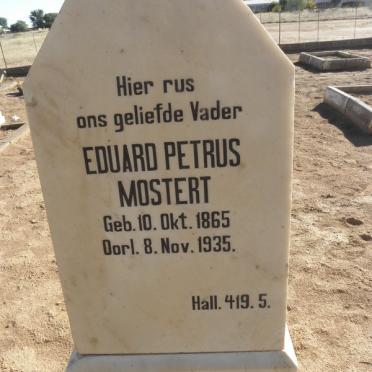 Hier rus
ons geliefde Vader
EDUARD PETRUS
MOSTERT
Geb. 10. Okt. 1865
Oorl. 8. Nov. 1935.
Hall. 419. 5.